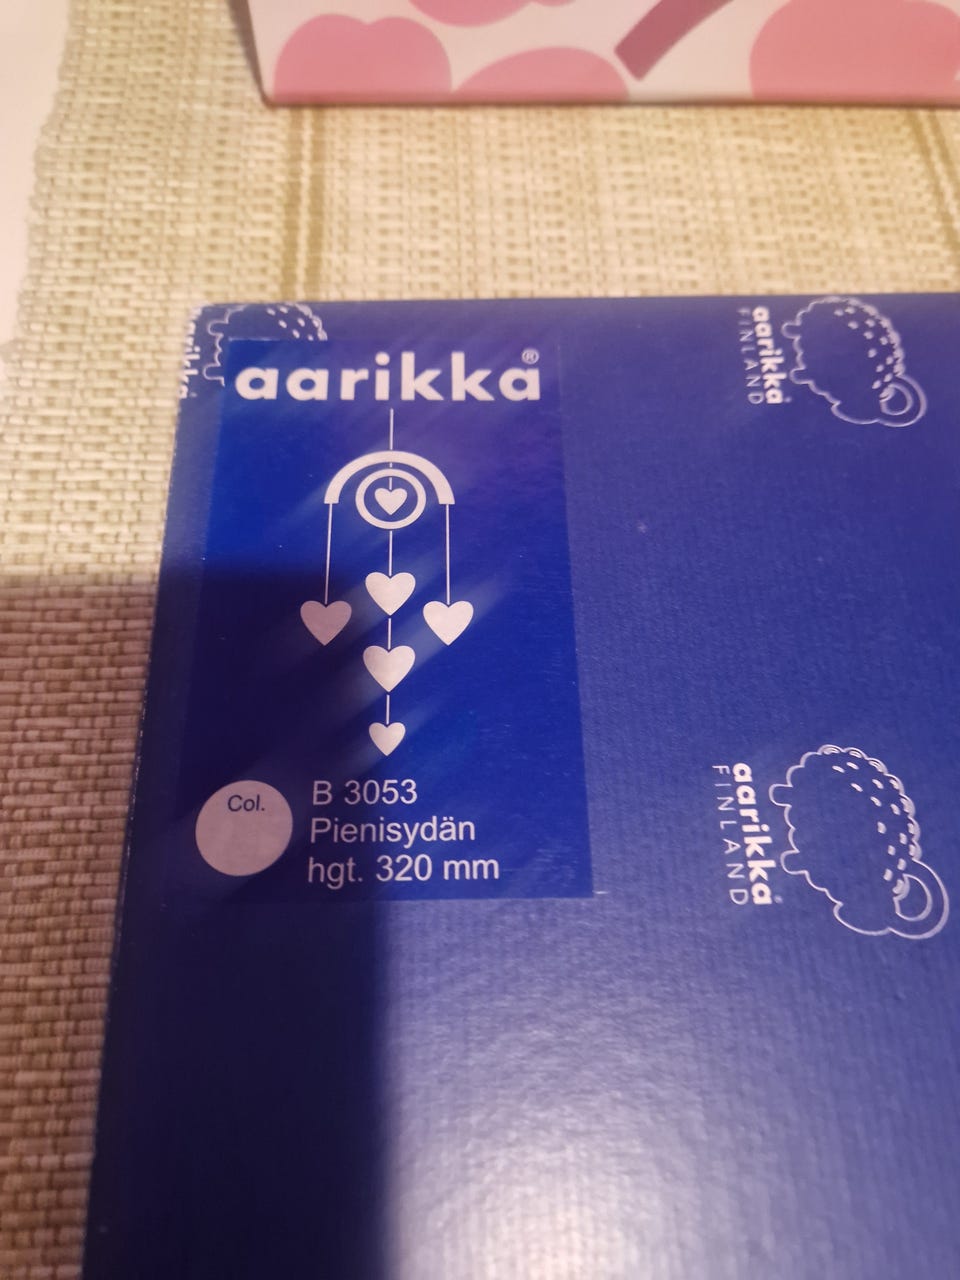 aarikka®
Col.
B 3053
Pienisydän
hgt. 320 mm
aarikka
FINLAND
aarikka
FINLAND